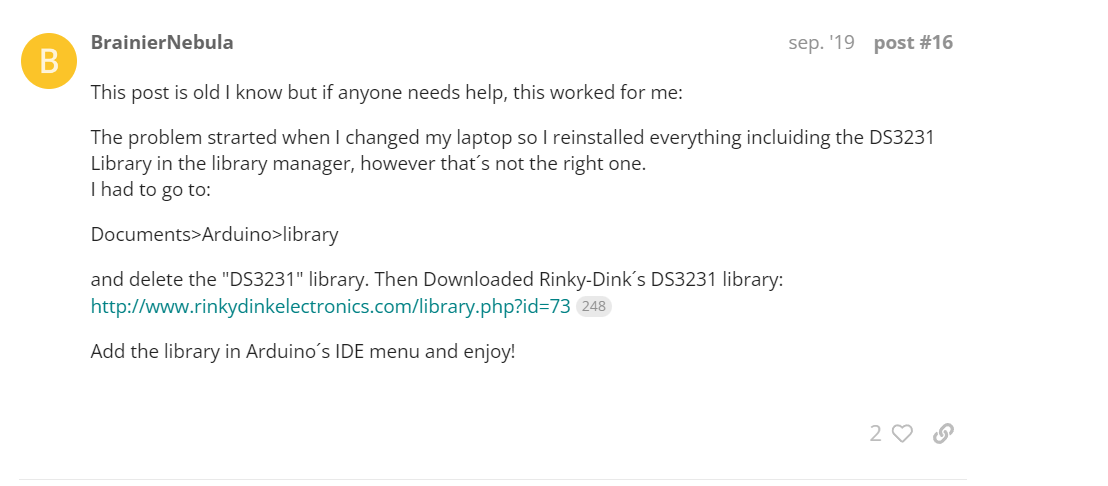 B
BrainierNebula
sep. '19 post #16
This post is old I know but if anyone needs help, this worked for me:
The problem strarted when I changed my laptop so I reinstalled everything incluiding the DS3231
Library in the library manager, however that´s not the right one.
I had to go to:
Documents>Arduino>library
and delete the "DS3231" library. Then Downloaded Rinky-Dink´s DS3231 library:
http://www.rinkydinkelectronics.com/library.php?id=73 248
Add the library in Arduino´s IDE menu and enjoy!
2